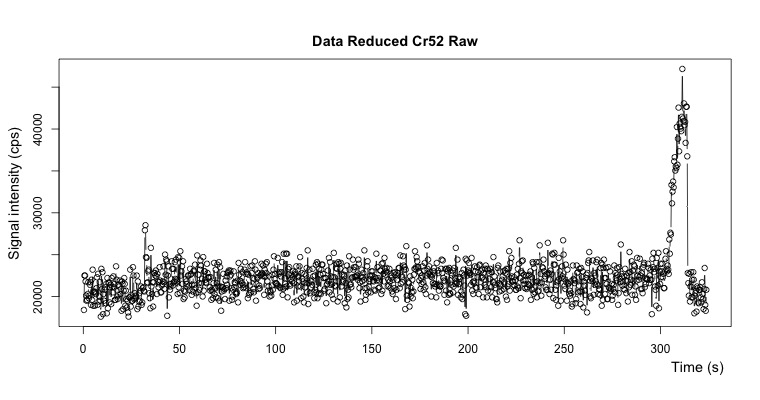 Data Reduced Cr52 Raw
Signal intensity (cps)
40000
30000
20000
0 50 100 150 200 250 300
Time (s)